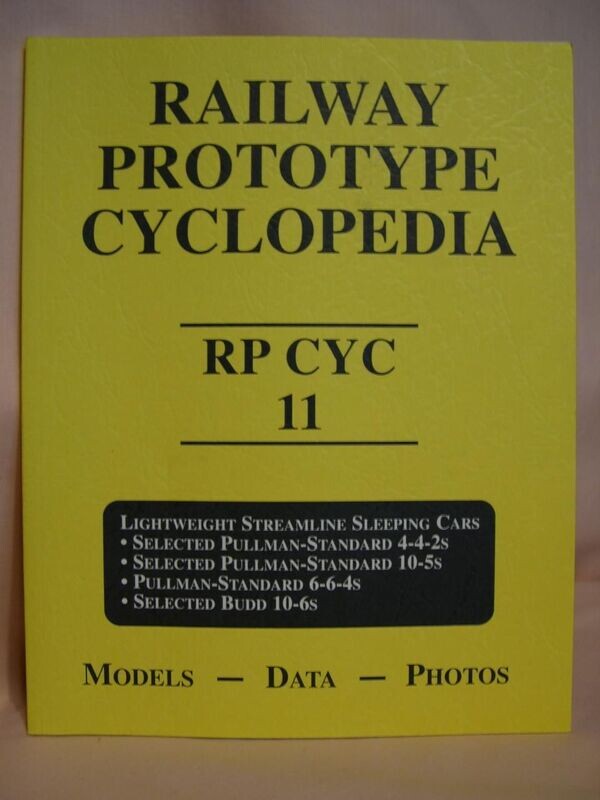 RAILWAY
PROTOTYPE
CYCLOPEDIA
RP CYC
11
LIGHTWEIGHT STREAMLINE SLEEPING CARS
• SELECTED PULLMAN-STANDARD 4-4-2S
• SELECTED PULLMAN-STANDARD 10-5S
• PULLMAN-STANDARD 6-6-4S
• SELECTED BUDD 10-6S
MODELS — DATA — PHOTOS